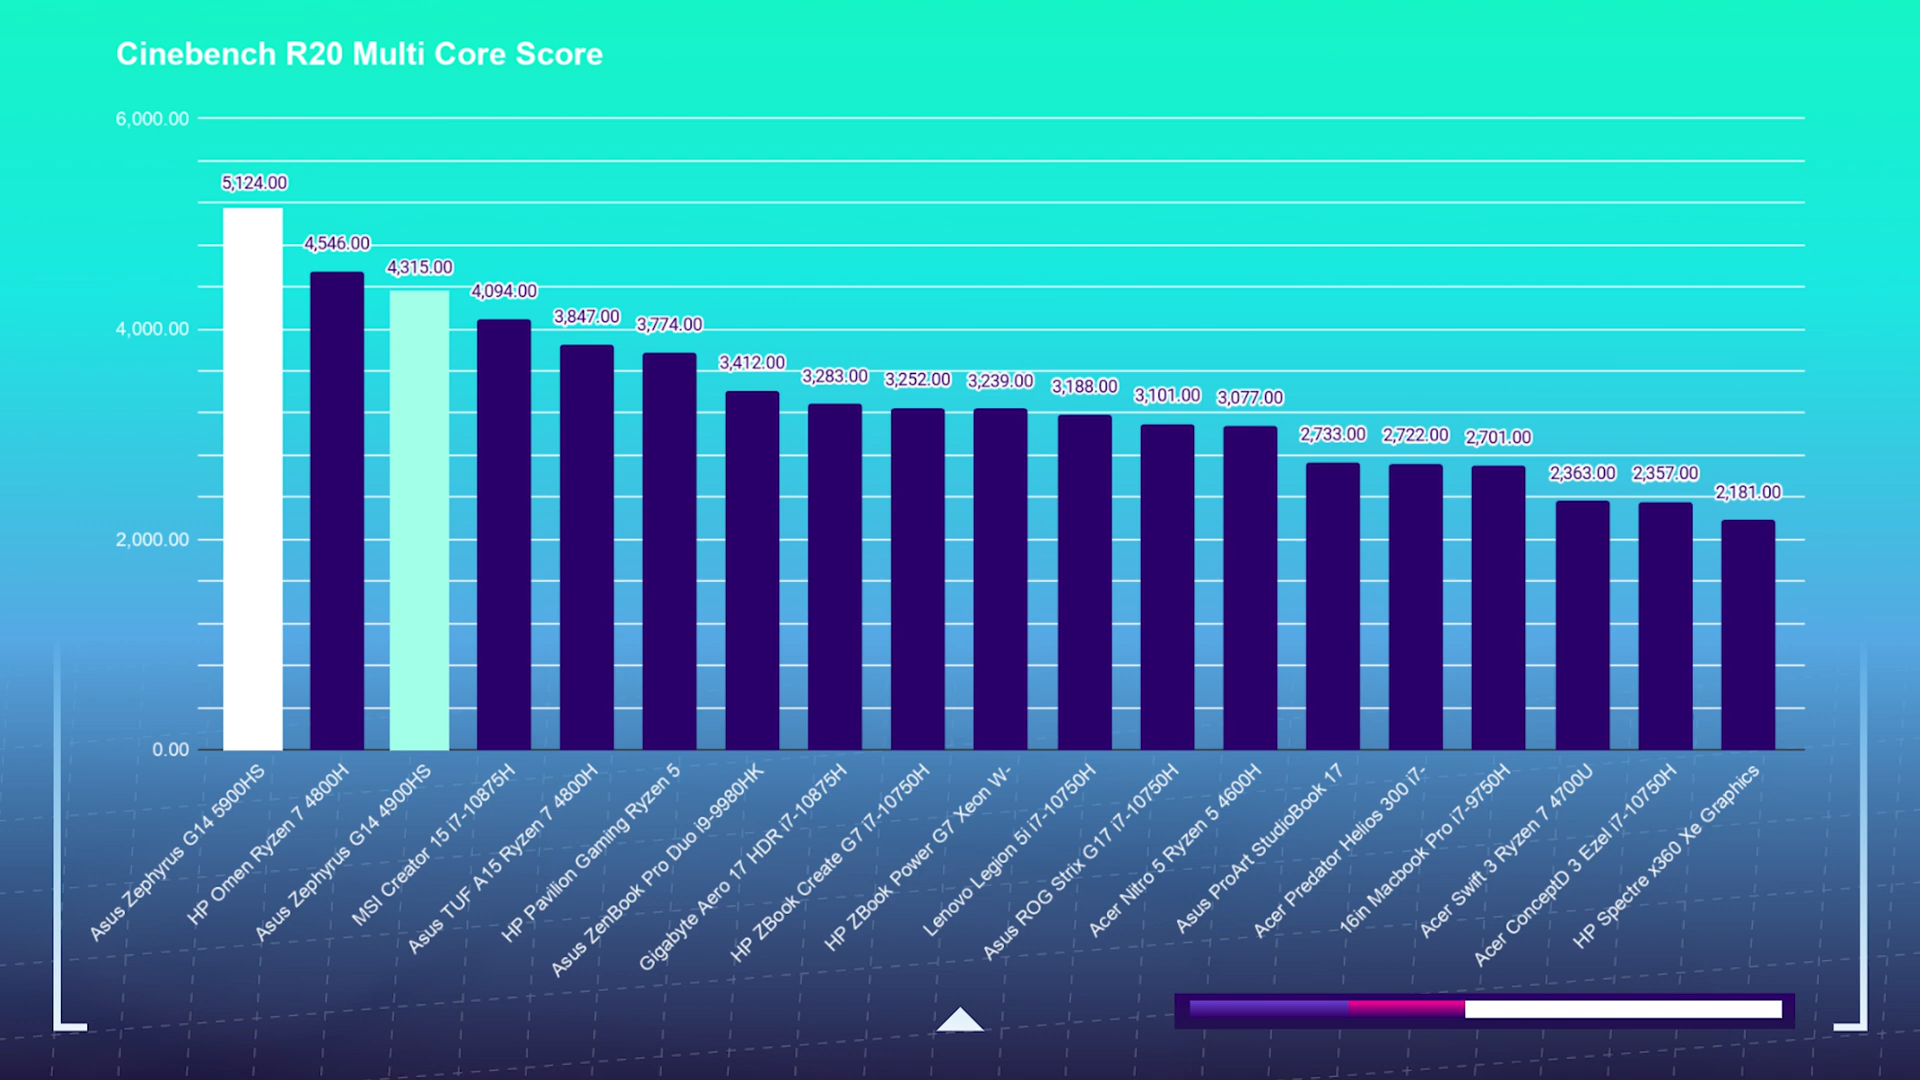 Cinebench R20 Multi Core Score
6,000.00
4,000.00
2,000.00
0.00
5,124.00
4,546.00
4,315.00
4,094.00
3,847.00
3,774.00
3,412.00
3,283.00
3,252.00
3,239.00
3,188.00
3,101.00
3,077.00
2,733.00
2,722.00
2,701.00
2,363.00
2,357.00
2,181.00
Asus Zephyrus G14 5900HS
HP Omen Ryzen 7 4800H
Asus Zephyrus G14 4900HS
MSI Creator 15 i7-10875H
Asus TUF A15 Ryzen 7 4800H
HP Pavilion Gaming Ryzen 5
Asus ZenBook Pro Duo i9-9980HK
Gigabyte Aero 17 HDR i7-10875H
HP ZBook Create G7 i7-10750H
HP ZBook Power G7 Xeon W-
Lenovo Legion 5i i7-10750H
Asus ROG Strix G17 i7-10750H
Acer Nitro 5 Ryzen 5 4600H
Asus ProArt StudioBook 17
Acer Predator Helios 300 i7-
16in Macbook Pro i7-9750H
Acer Swift 3 Ryzen 7 4700U
Acer ConceptD 3 Ezel i7-10750H
HP Spectre x360 Xe Graphics